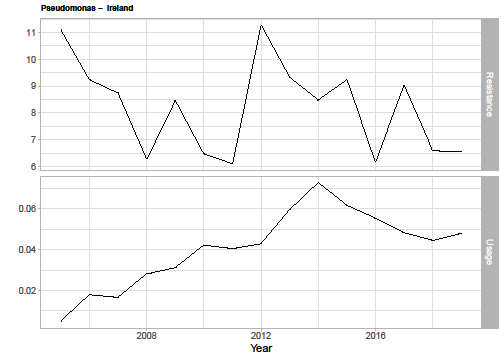 Pseudomonas – Ireland
11
10
9
8
7
6
Resistance
0.06
0.04
0.02
Usage
2008 2012 2016
Year